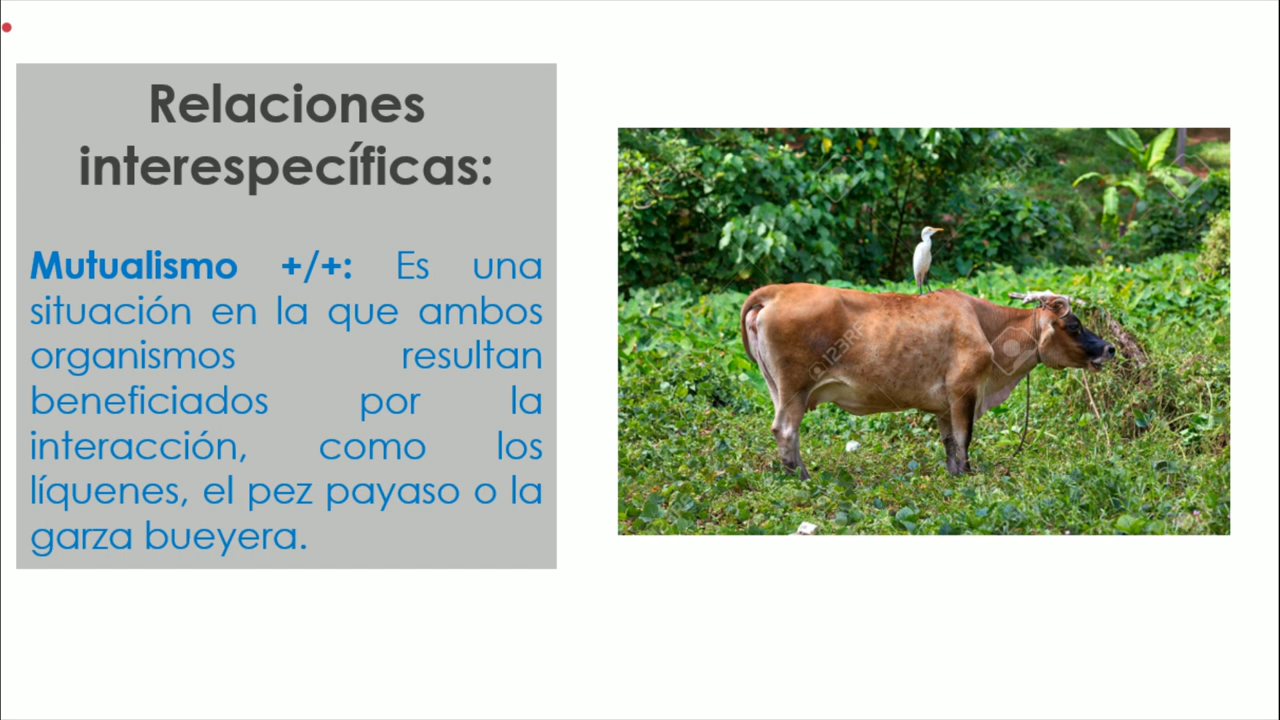 Relaciones
interespecíficas:
Mutualismo +/+: Es una
situación en la que ambos
organismos resultan
beneficiados por la
interacción, como los
líquenes, el pez payaso o la
garza bueyera.
123RF